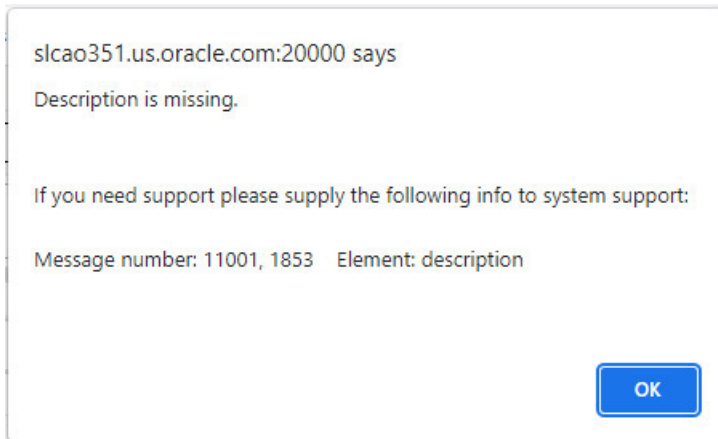 slcao351.us.oracle.com:20000 says
Description is missing.
If you need support please supply the following info to system support:
Message number: 11001, 1853    Element: description
OK